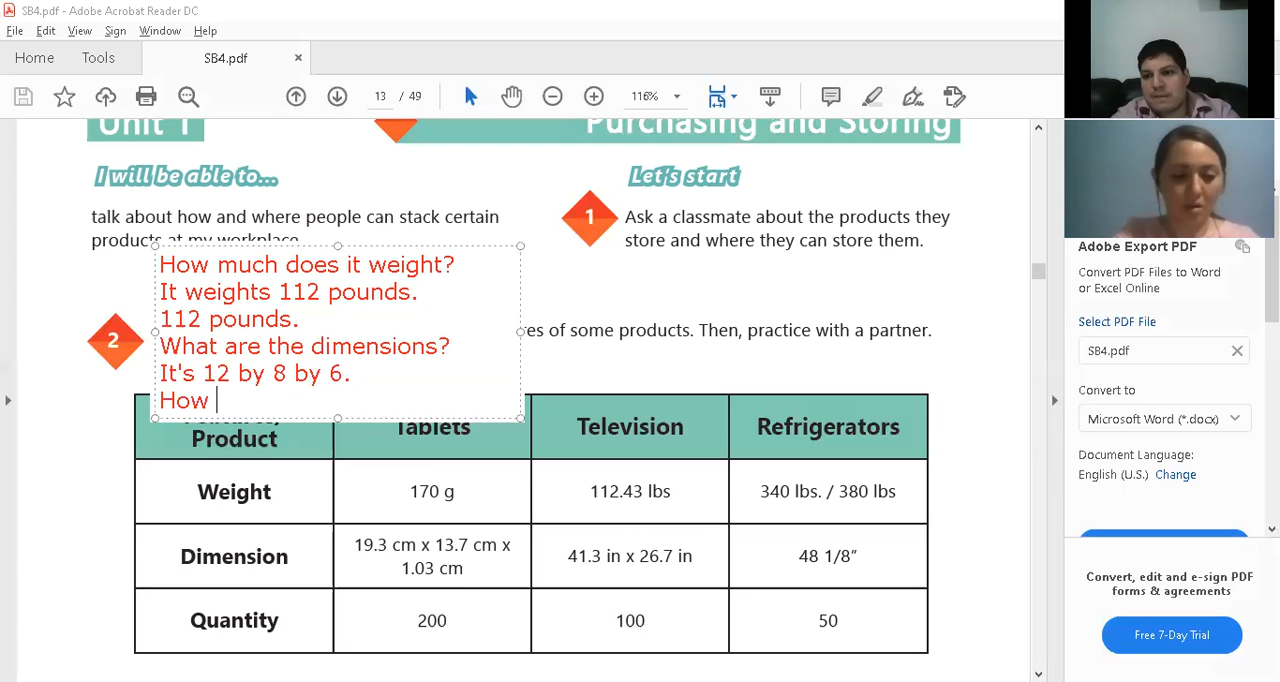 SB4.pdf - Adobe Acrobat Reader DC
File Edit View Sign Window Help
Home Tools SB4.pdf ×
13 / 49 116%
Unit 1 Purchasing and Storing
I will be able to... Let's start
talk about how and where people can stack certain
products at my workplace
1 Ask a classmate about the products they
store and where they can store them.
How much does it weight?
It weights 112 pounds.
112 pounds.
What are the dimensions?
It's 12 by 8 by 6.
How
2 es of some products. Then, practice with a partner.
Product Tablets Television Refrigerators
Weight 170 g 112.43 lbs 340 lbs. / 380 lbs
Dimension 19.3 cm x 13.7 cm x
1.03 cm 41.3 in x 26.7 in 48 1/8”
Quantity 200 100 50
Adobe Export PDF
Convert PDF Files to Word
or Excel Online
Select PDF File
SB4.pdf
Convert to
Microsoft Word (*.docx)
Document Language:
English (U.S.) Change
Convert, edit and e-sign PDF
forms & agreements
Free 7-Day Trial